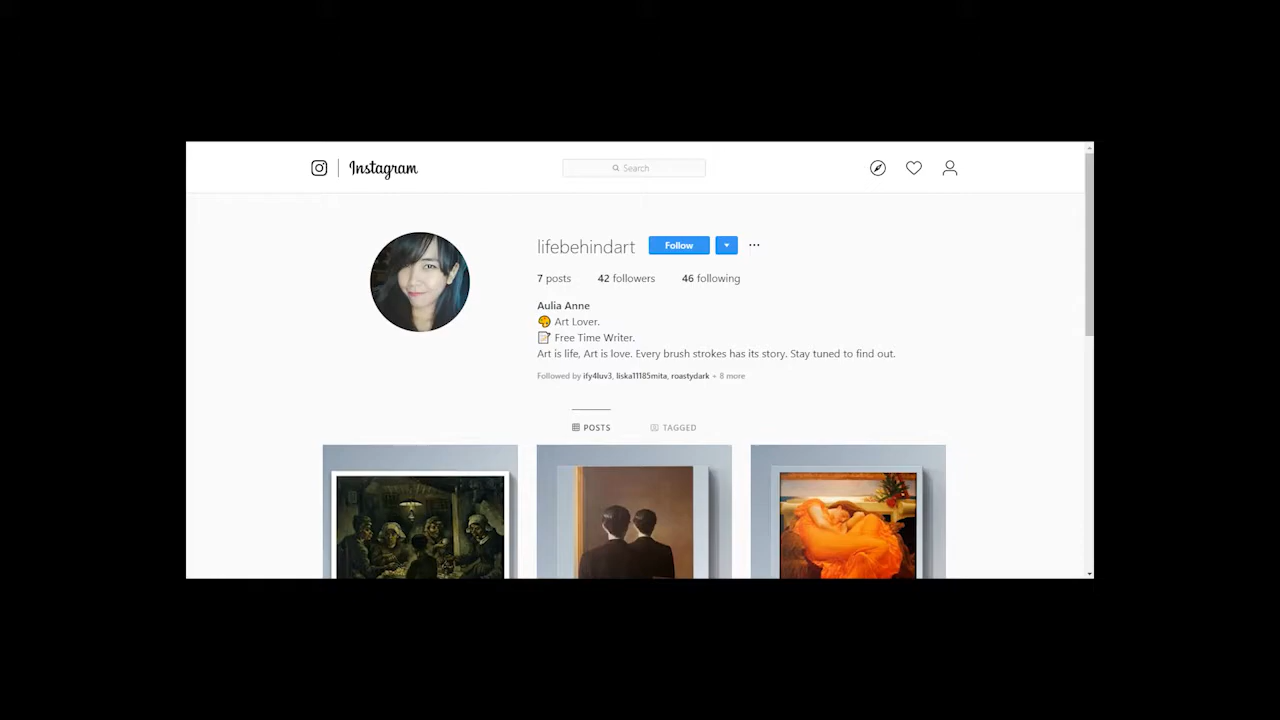 Instagram
Search
lifebehindart Follow
7 posts 42 followers 46 following
Aulia Anne
Art Lover.
Free Time Writer.
Art is life, Art is love. Every brush strokes has its story. Stay tuned to find out.
Followed by ify4luv3, liska11185mita, roastydark + 8 more
POSTS TAGGED